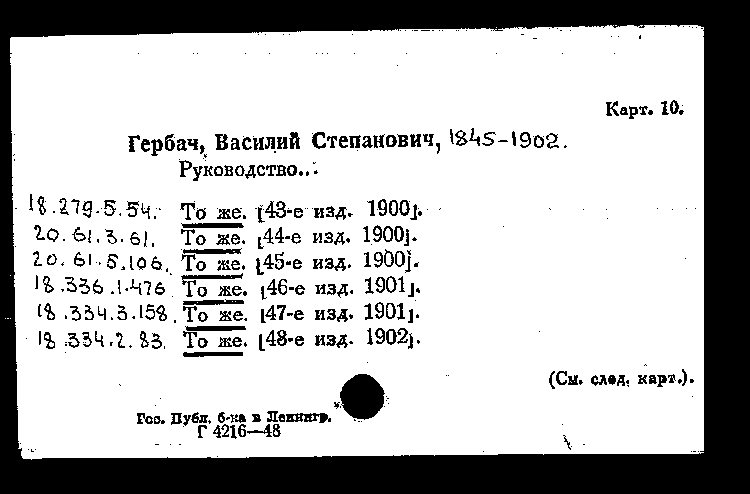 Карт. 10.
Гербач, Василий Степанович, 1845-1902.
Руководство...
18.279.5.54. То же. [43-е изд. 1900].
20.61.3.61. То же. [44-е изд. 1900].
20.61.5.106. То же. [45-е изд. 1900].
18.336.1.476 То же. [46-е изд. 1901].
18.334.3.158. То же. [47-е изд. 1901].
18.334.2.83. То же. [48-е изд. 1902].
(См. след. карт.).
Гос. Публ. б-ка в Ленингр.
Г 4216—48